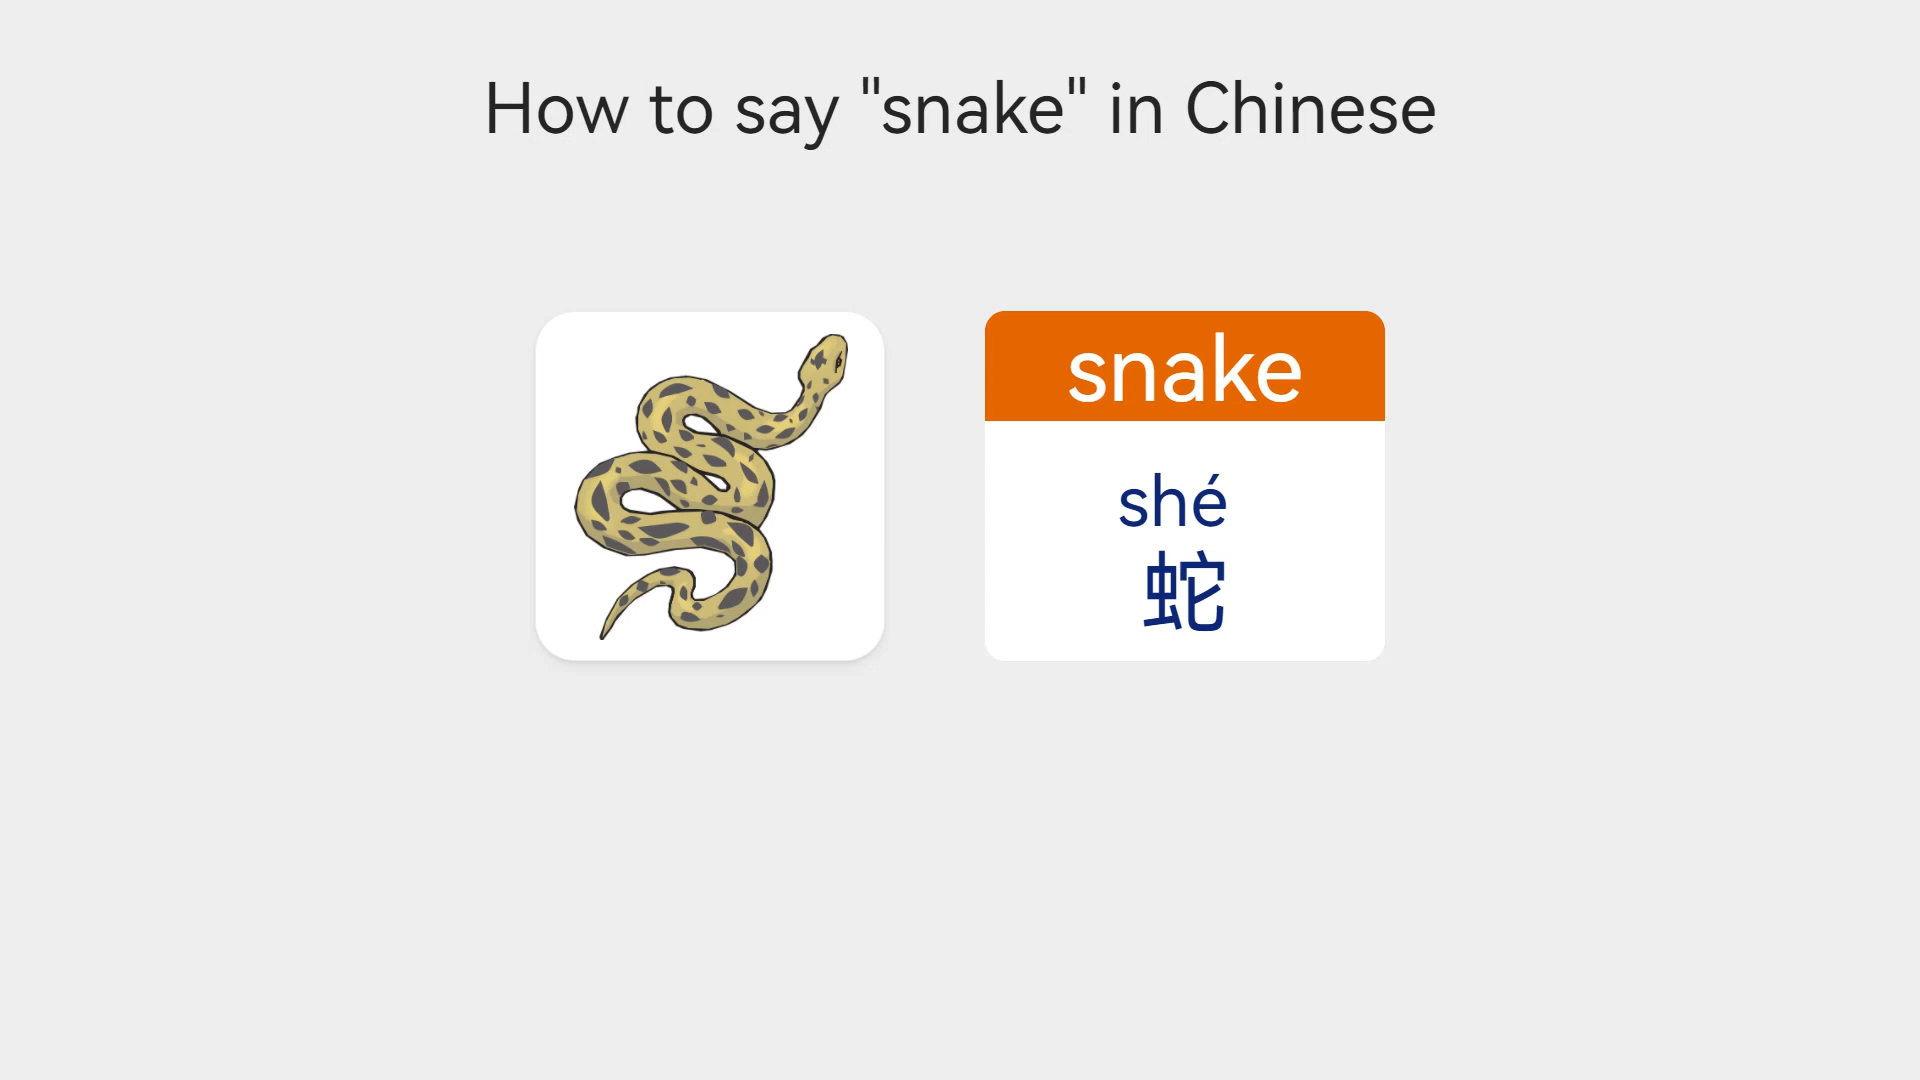 How to say "snake" in Chinese
snake
shé
蛇